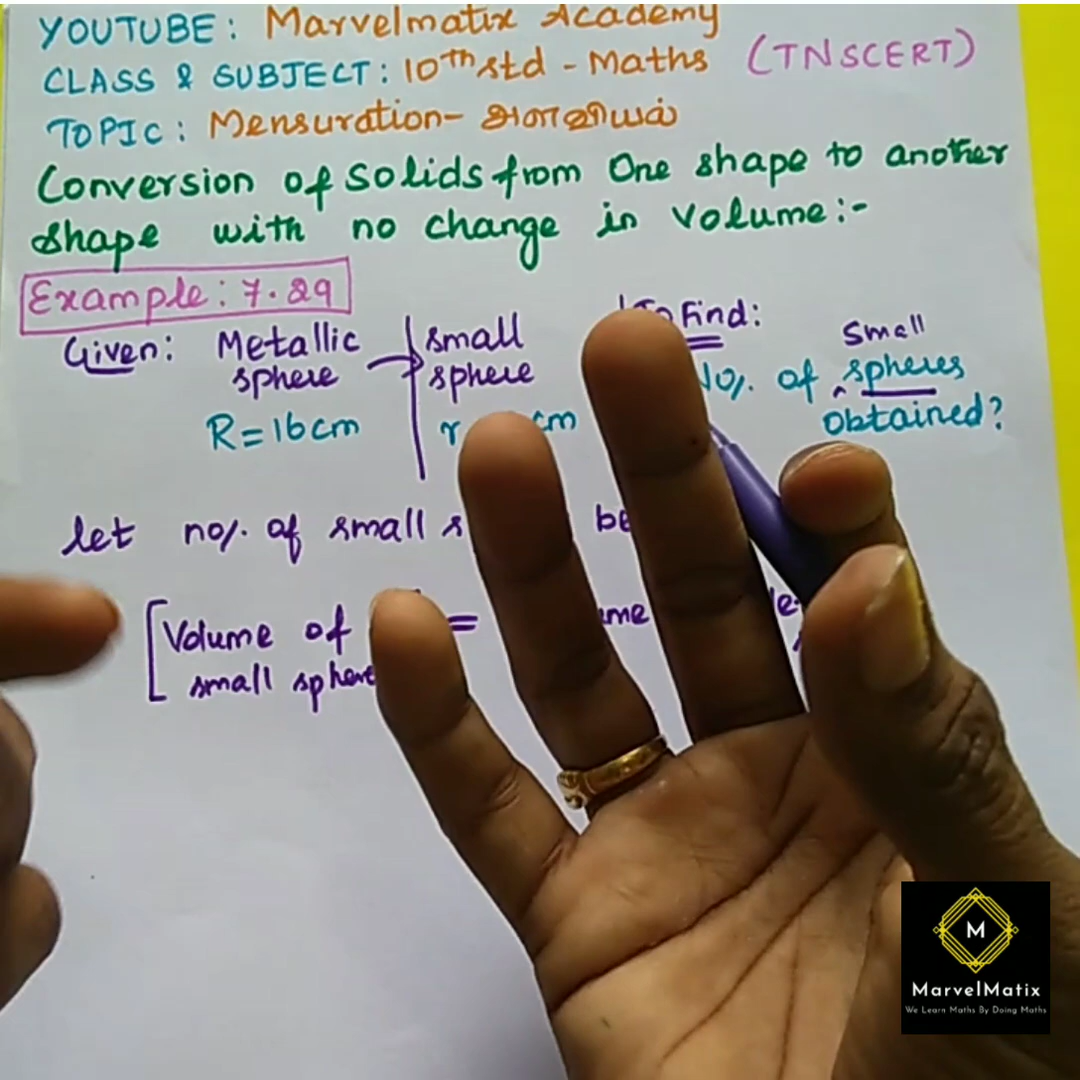 YOUTUBE: Marvelmatix Academy
CLASS & SUBJECT: 10th std - Maths (TNSCERT)
TOPIC: Mensuration- அளவியல்
Conversion of solids from One shape to another
shape with no change in volume:-
Example: 7.29
Given: Metallic sphere
R=16cm
small sphere
r cm
Find:
No/. of small spheres
obtained?
let no/. of small be
[Volume of =
small sphere
M
MarvelMatix
We Learn Maths By Doing Maths